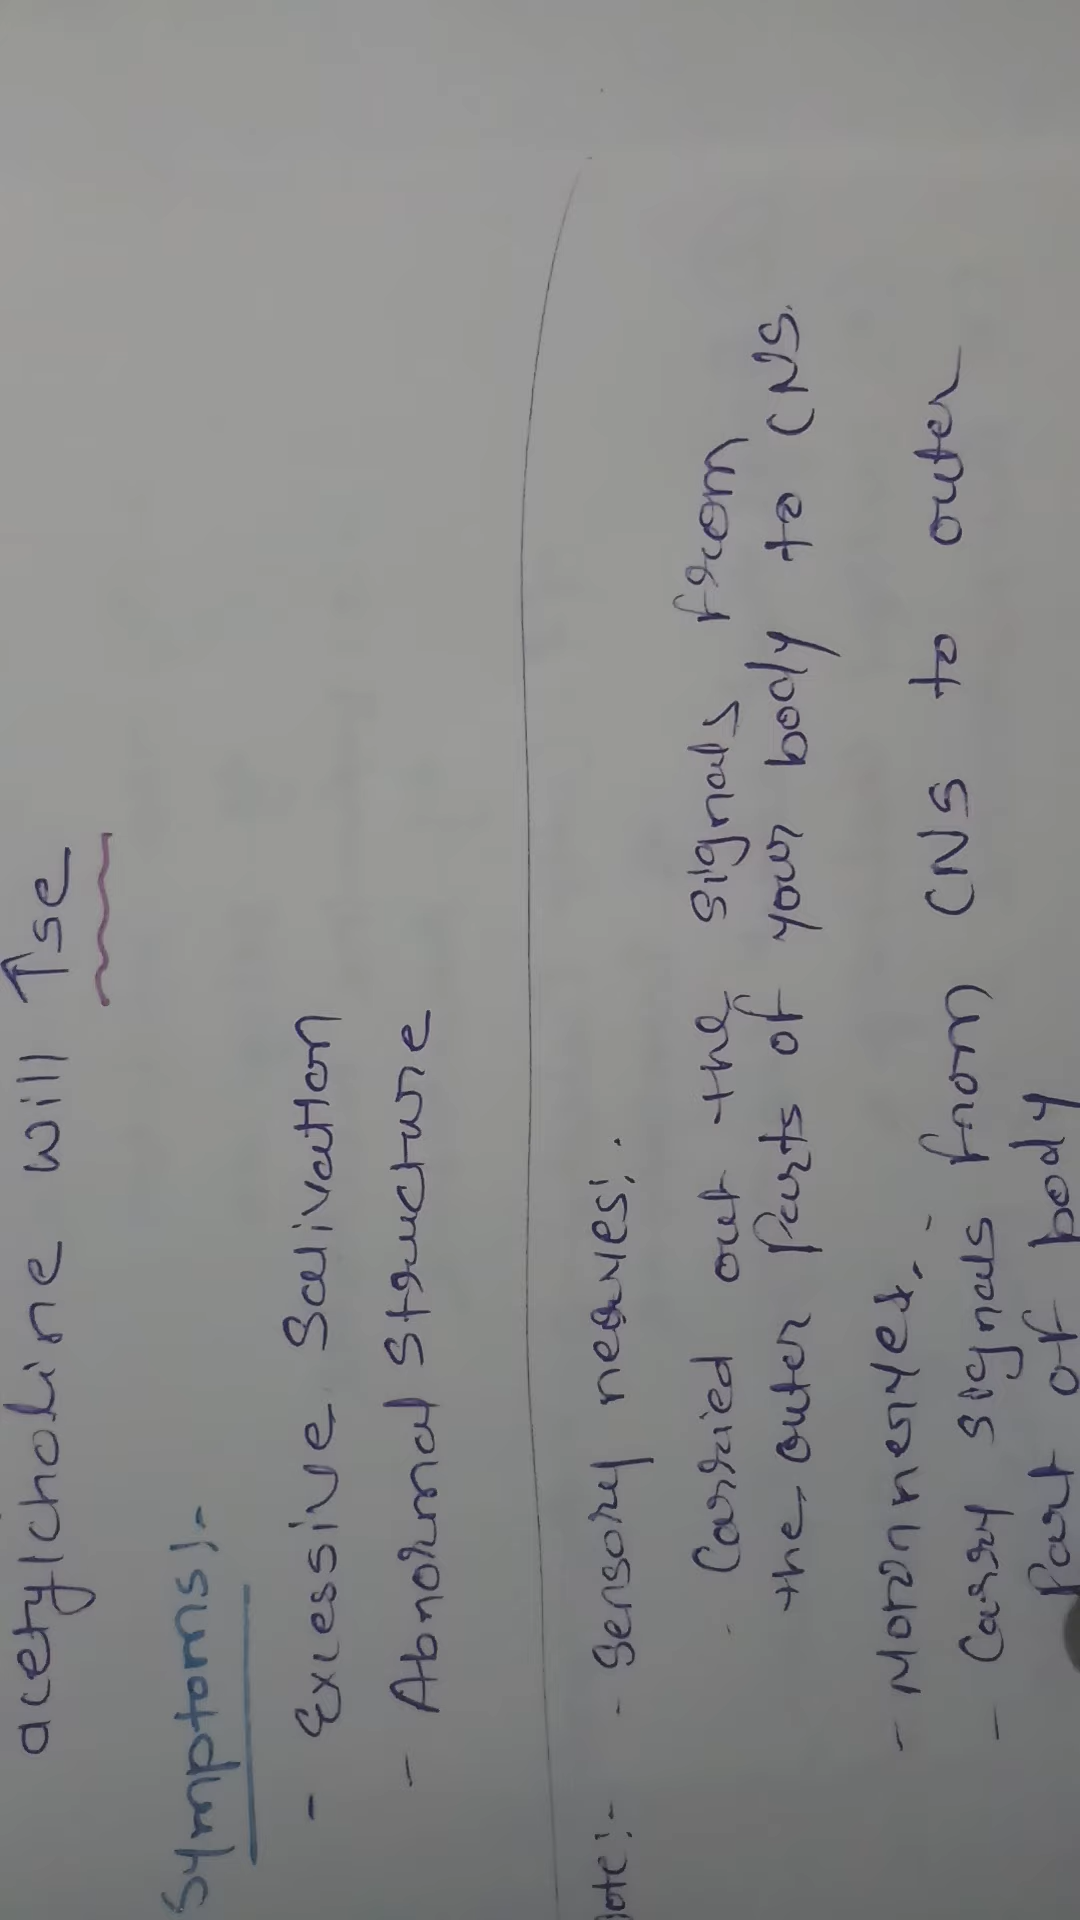 acetylcholine will ↑se
Symptoms:-
- Excessive Salivation
- Abnormal Structure
ote:- - Sensory nerves:-
- Carried out the signals from
the outer parts of your body to CNS.
- Motor nerves:-
- Carry signals from CNS to outer
part of body